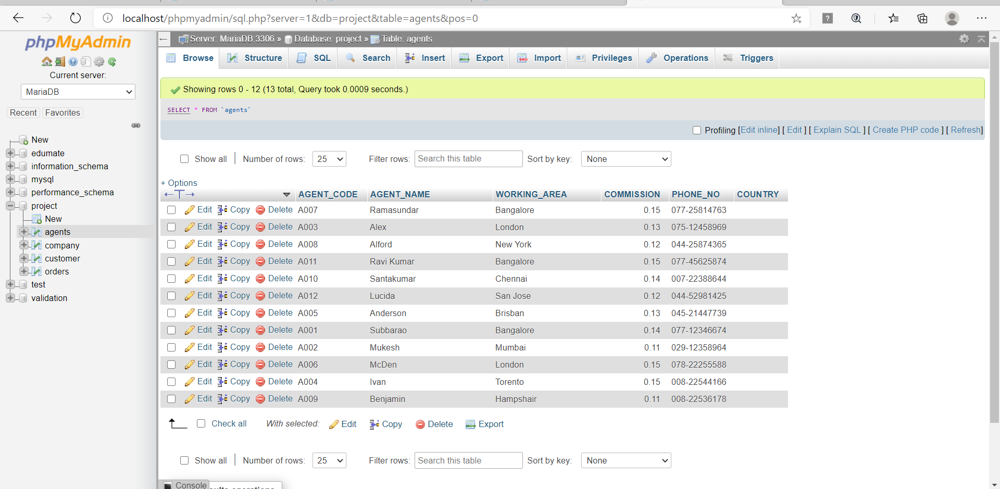 localhost/phpmyadmin/sql.php?server=1&db=project&table=agents&pos=0
phpMyAdmin
Current server:
MariaDB
Recent Favorites
New
edumate
information_schema
mysql
performance_schema
project
New
agents
company
customer
orders
test
validation
Server: MariaDB:3306 » Database: project » Table: agents
Browse Structure SQL Search Insert Export Import Privileges Operations Triggers
Showing rows 0 - 12 (13 total, Query took 0.0009 seconds.)
SELECT * FROM `agents`
Profiling [Edit inline] [ Edit ] [ Explain SQL ] [ Create PHP code ] [ Refresh]
Show all Number of rows: 25 Filter rows: Search this table Sort by key: None
+ Options
←T→ AGENT_CODE AGENT_NAME WORKING_AREA COMMISSION PHONE_NO COUNTRY
Edit Copy Delete A007 Ramasundar Bangalore 0.15 077-25814763
Edit Copy Delete A003 Alex London 0.13 075-12458969
Edit Copy Delete A008 Alford New York 0.12 044-25874365
Edit Copy Delete A011 Ravi Kumar Bangalore 0.15 077-45625874
Edit Copy Delete A010 Santakumar Chennai 0.14 007-22388644
Edit Copy Delete A012 Lucida San Jose 0.12 044-52981425
Edit Copy Delete A005 Anderson Brisban 0.13 045-21447739
Edit Copy Delete A001 Subbarao Bangalore 0.14 077-12346674
Edit Copy Delete A002 Mukesh Mumbai 0.11 029-12358964
Edit Copy Delete A006 McDen London 0.15 078-22255588
Edit Copy Delete A004 Ivan Torento 0.15 008-22544166
Edit Copy Delete A009 Benjamin Hampshair 0.11 008-22536178
Check all With selected: Edit Copy Delete Export
Show all Number of rows: 25 Filter rows: Search this table Sort by key: None
Console